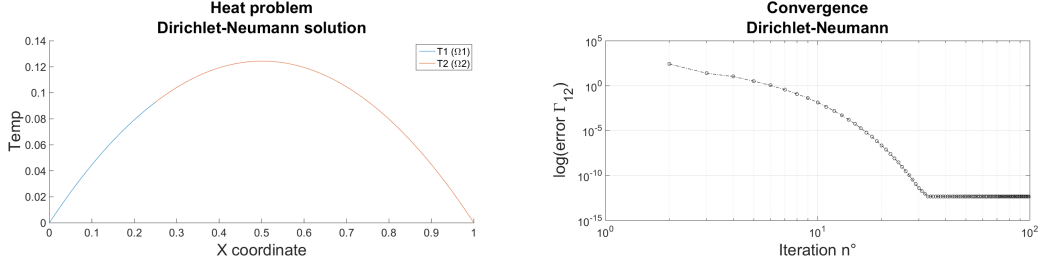 Heat problem
Dirichlet-Neumann solution
0.14
0.12
0.1
0.08
0.06
0.04
0.02
0
Temp
T1 (Ω1)
T2 (Ω2)
0 0.1 0.2 0.3 0.4 0.5 0.6 0.7 0.8 0.9 1
X coordinate
Convergence
Dirichlet-Neumann
10^5
10^0
10^-5
10^-10
10^-15
log(error Γ_12)
10^0 10^1 10^2
Iteration n°